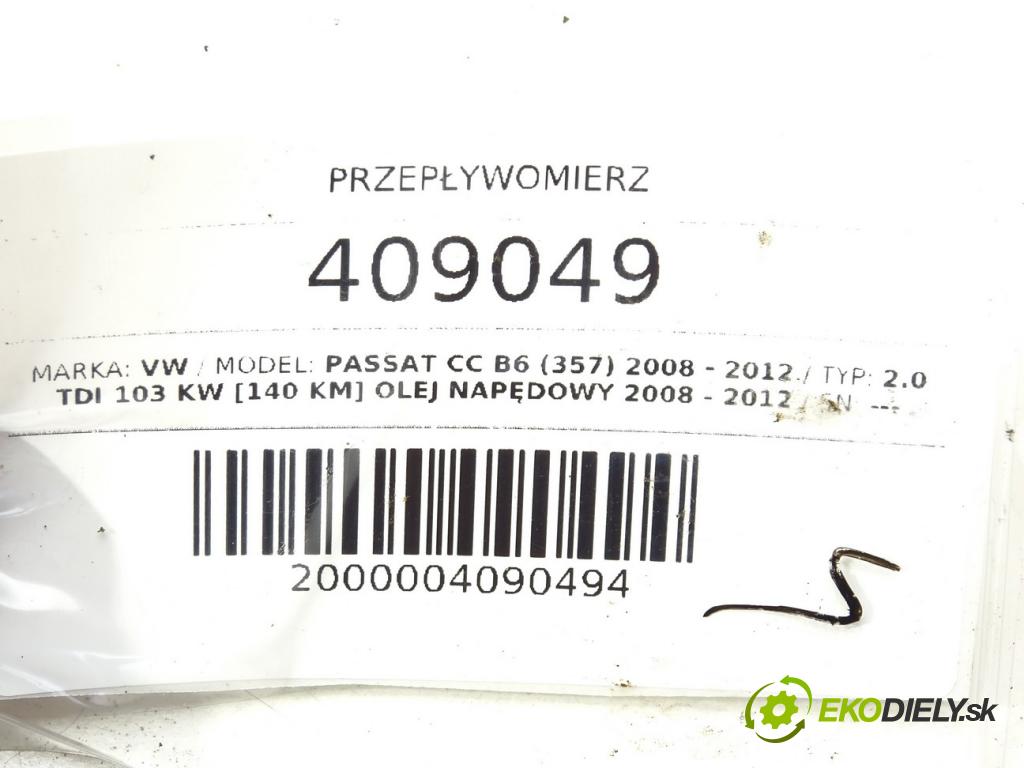 PRZEPŁYWOMIERZ
409049
MARKA: VW / MODEL: PASSAT CC B6 (357) 2008 - 2012 / TYP: 2.0
TDI 103 KW [140 KM] OLEJ NAPĘDOWY 2008 - 2012 / SN: ---
2000004090494
EKODIELY.sk